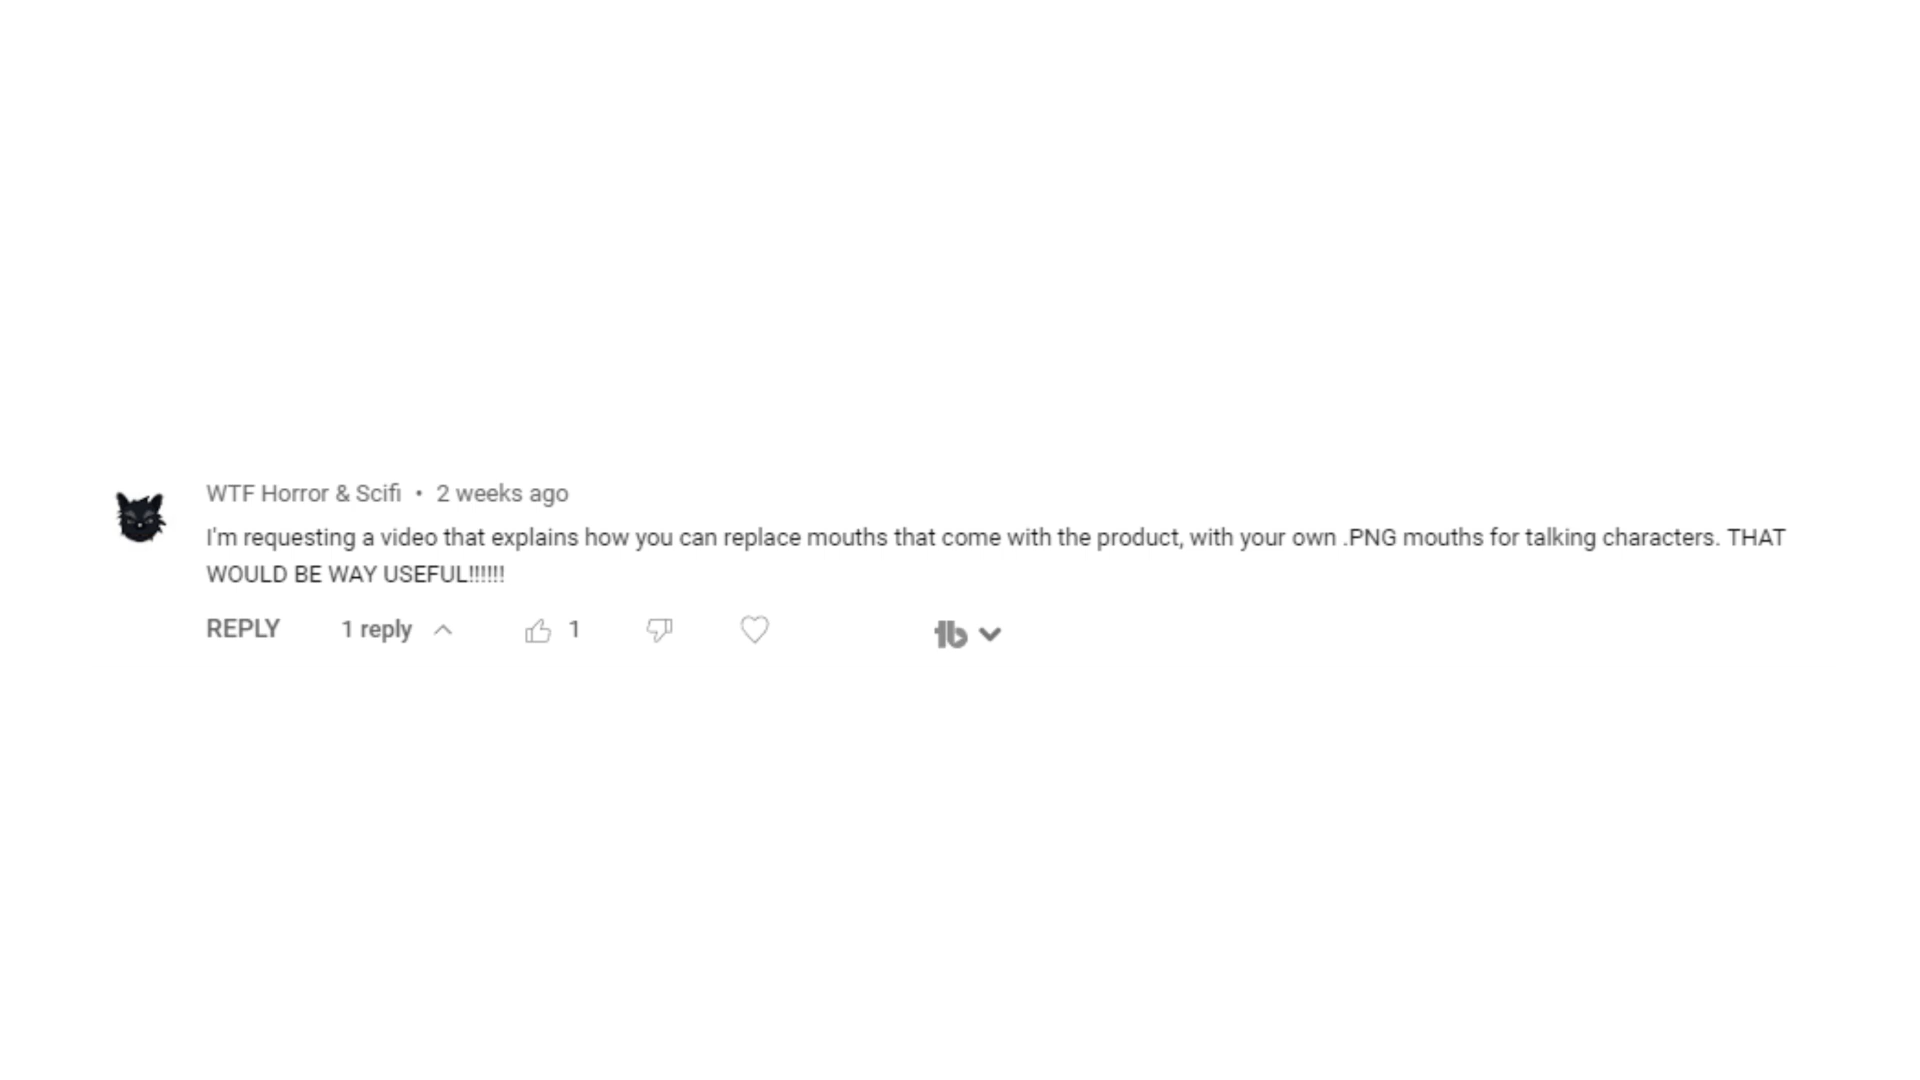 WTF Horror & Scifi • 2 weeks ago
I'm requesting a video that explains how you can replace mouths that come with the product, with your own .PNG mouths for talking characters. THAT
WOULD BE WAY USEFUL!!!!!!
REPLY 1 reply 1 tb